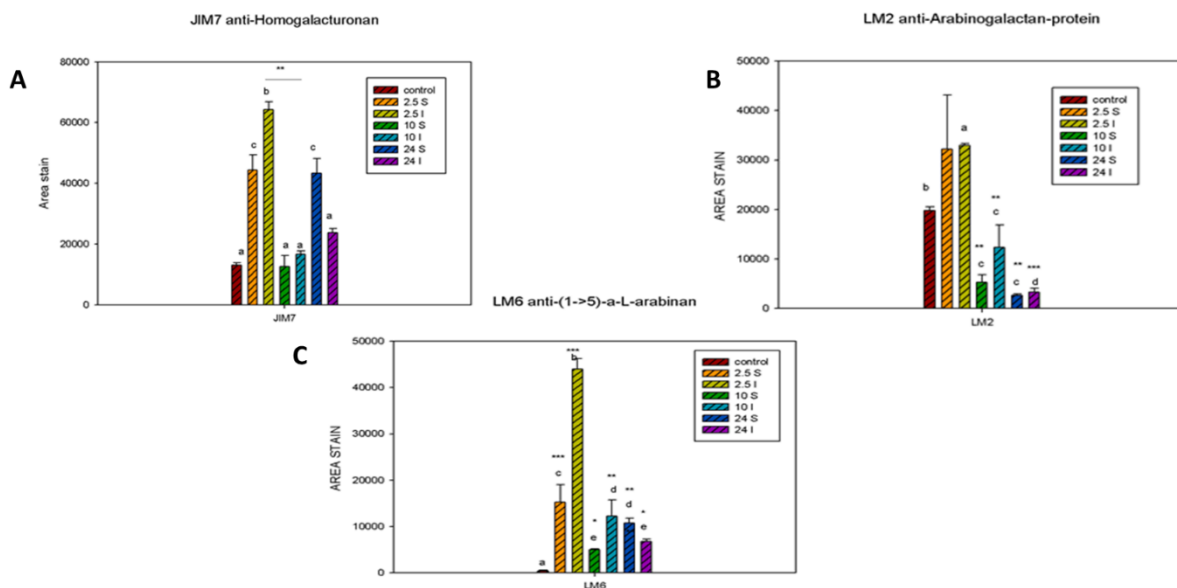 JIM7 anti-Homogalacturonan
A
80000
60000
40000
20000
0
Area stain
**
a
c
b
a
a
c
a
control
2.5 S
2.5 I
10 S
10 I
24 S
24 I
JIM7
LM2 anti-Arabinogalactan-protein
B
50000
40000
30000
20000
10000
0
AREA STAIN
b
a
**
c
**
c
**
c
***
d
control
2.5 S
2.5 I
10 S
10 I
24 S
24 I
LM2
LM6 anti-(1->5)-a-L-arabinan
C
50000
40000
30000
20000
10000
0
AREA STAIN
a
***
c
***
b
*
e
**
d
**
d
*
e
control
2.5 S
2.5 I
10 S
10 I
24 S
24 I
LM6